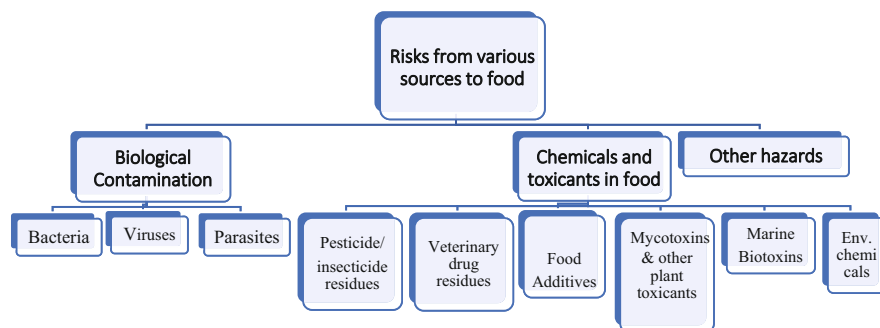 Risks from various
sources to food
Biological
Contamination
Chemicals and
toxicants in food
Other hazards
Bacteria
Viruses
Parasites
Pesticide/
insecticide
residues
Veterinary
drug
residues
Food
Additives
Mycotoxins
& other
plant
toxicants
Marine
Biotoxins
Env.
chemi
cals